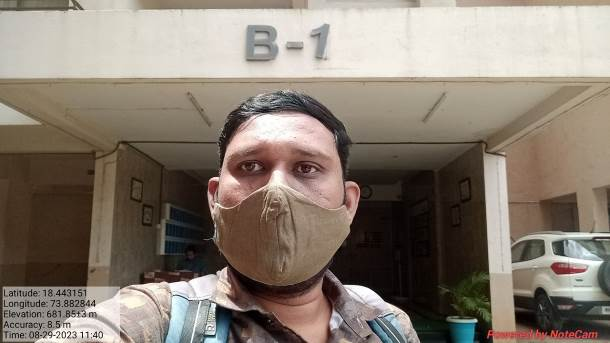 B-1
Latitude: 18.443151
Longitude: 73.882844
Elevation: 681.85±3 m
Accuracy: 8.5 m
Time: 08-29-2023 11:40
Powered by NoteCam